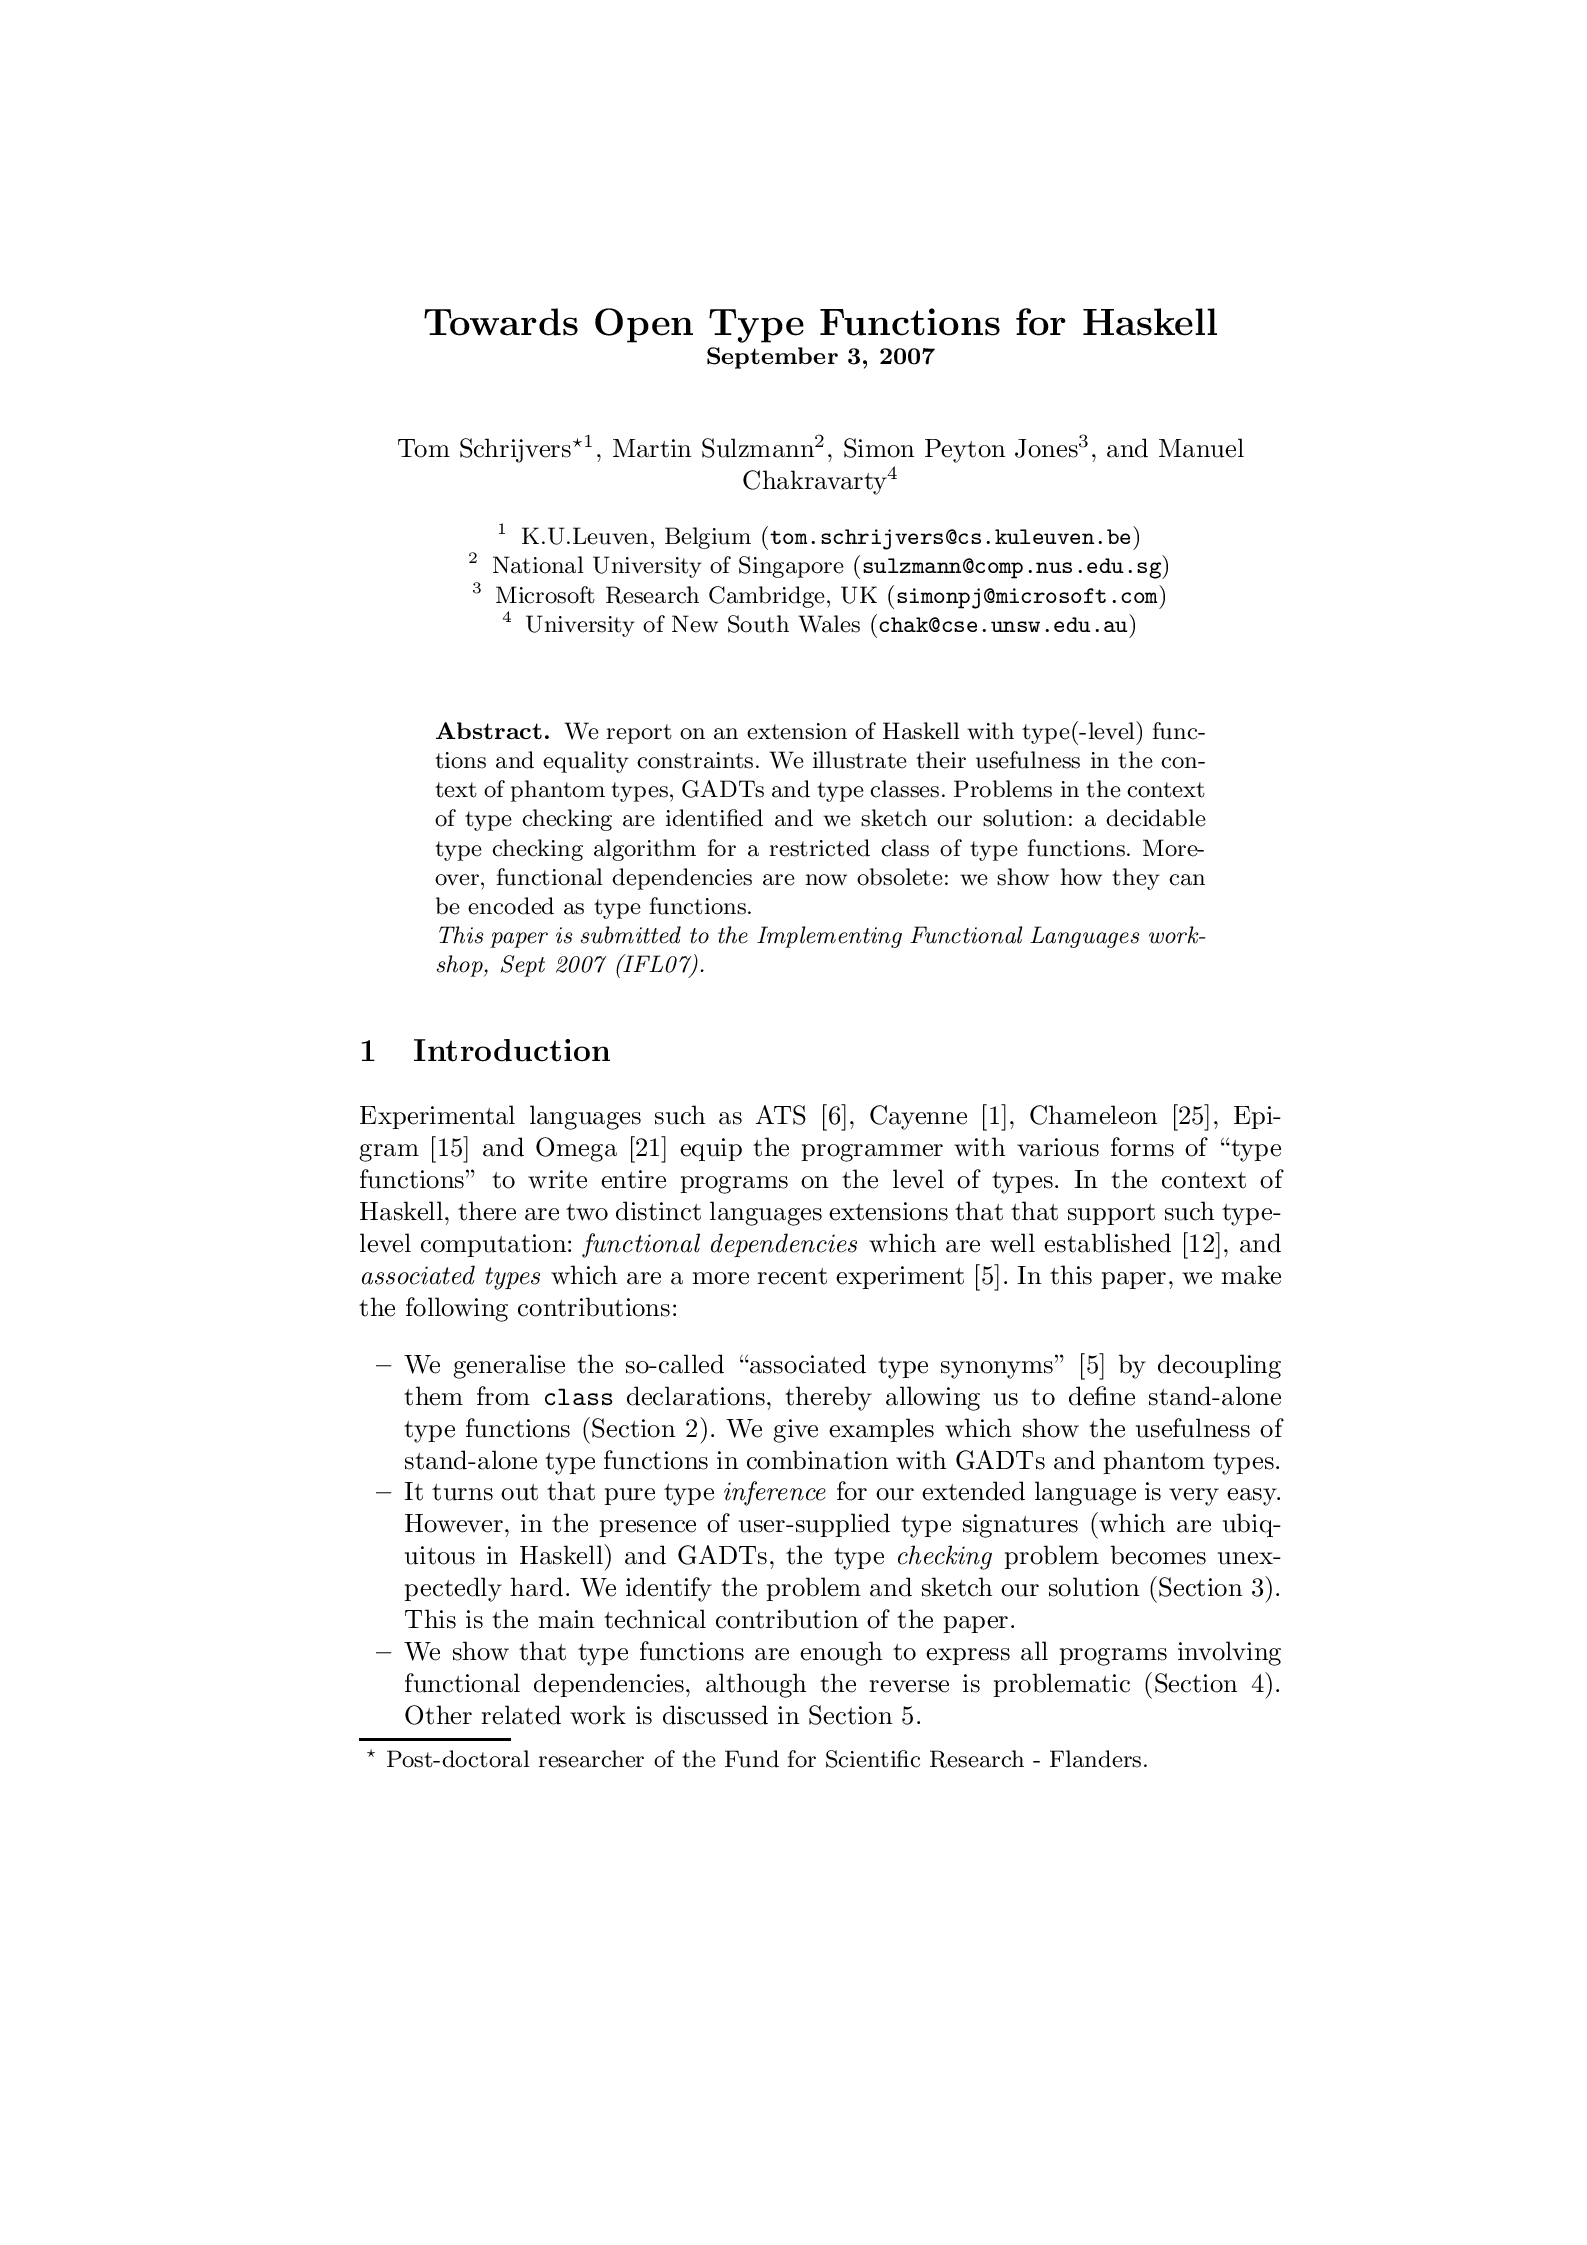 Towards Open Type Functions for Haskell
September 3, 2007
Tom Schrijvers⋆1, Martin Sulzmann2, Simon Peyton Jones3, and Manuel
Chakravarty4
1 K.U.Leuven, Belgium (tom.schrijvers@cs.kuleuven.be)
2 National University of Singapore (sulzmann@comp.nus.edu.sg)
3 Microsoft Research Cambridge, UK (simonpj@microsoft.com)
4 University of New South Wales (chak@cse.unsw.edu.au)
Abstract. We report on an extension of Haskell with type(-level) func-
tions and equality constraints. We illustrate their usefulness in the con-
text of phantom types, GADTs and type classes. Problems in the context
of type checking are identified and we sketch our solution: a decidable
type checking algorithm for a restricted class of type functions. More-
over, functional dependencies are now obsolete: we show how they can
be encoded as type functions.
This paper is submitted to the Implementing Functional Languages work-
shop, Sept 2007 (IFL07).
1 Introduction
Experimental languages such as ATS [6], Cayenne [1], Chameleon [25], Epi-
gram [15] and Omega [21] equip the programmer with various forms of “type
functions” to write entire programs on the level of types. In the context of
Haskell, there are two distinct languages extensions that that support such type-
level computation: functional dependencies which are well established [12], and
associated types which are a more recent experiment [5]. In this paper, we make
the following contributions:
– We generalise the so-called “associated type synonyms” [5] by decoupling
them from class declarations, thereby allowing us to define stand-alone
type functions (Section 2). We give examples which show the usefulness of
stand-alone type functions in combination with GADTs and phantom types.
– It turns out that pure type inference for our extended language is very easy.
However, in the presence of user-supplied type signatures (which are ubiq-
uitous in Haskell) and GADTs, the type checking problem becomes unex-
pectedly hard. We identify the problem and sketch our solution (Section 3).
This is the main technical contribution of the paper.
– We show that type functions are enough to express all programs involving
functional dependencies, although the reverse is problematic (Section 4).
Other related work is discussed in Section 5.
⋆ Post-doctoral researcher of the Fund for Scientific Research - Flanders.